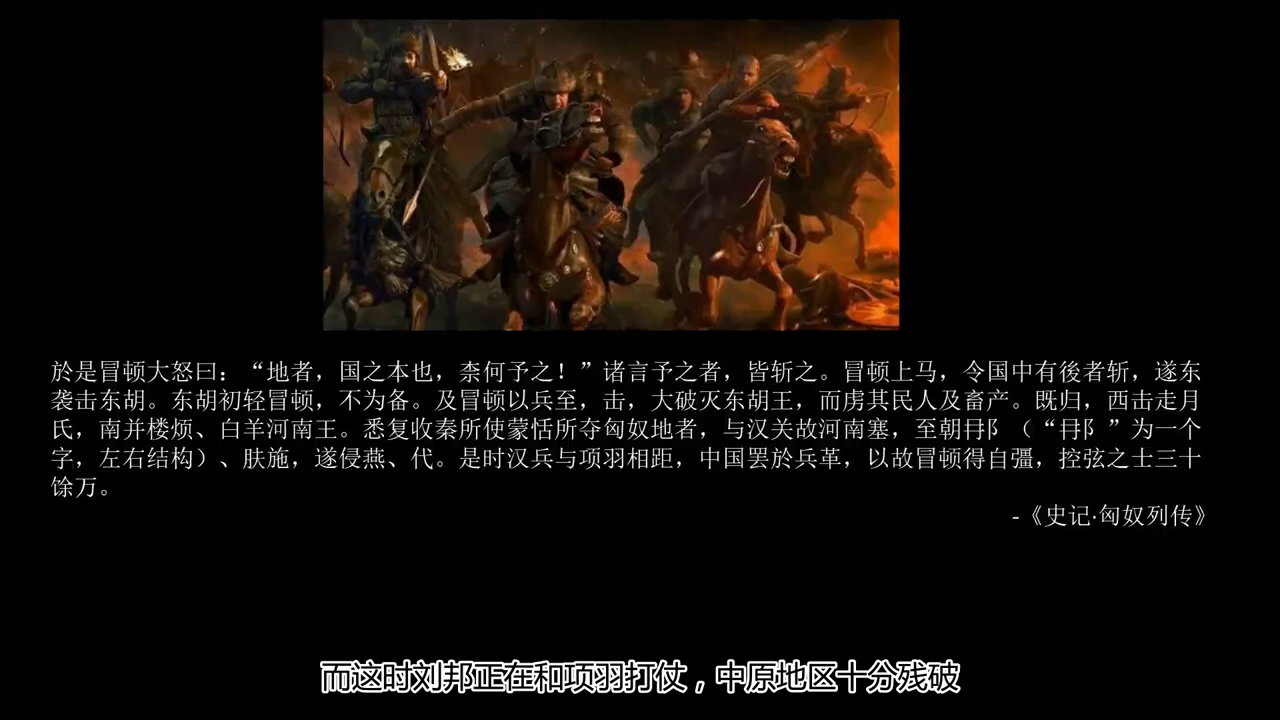 於是冒顿大怒曰：“地者，国之本也，柰何予之！”诸言予之者，皆斩之。冒顿上马，令国中有後者斩，遂东
袭击东胡。东胡初轻冒顿，不为备。及冒顿以兵至，击，大破灭东胡王，而虏其民人及畜产。既归，西击走月
氏，南并楼烦、白羊河南王。悉复收秦所使蒙恬所夺匈奴地者，与汉关故河南塞，至朝冄阝（“冄阝”为一个
字，左右结构）、肤施，遂侵燕、代。是时汉兵与项羽相距，中国罢於兵革，以故冒顿得自彊，控弦之士三十
馀万。
-《史记·匈奴列传》
而这时刘邦正在和项羽打仗，中原地区十分残破